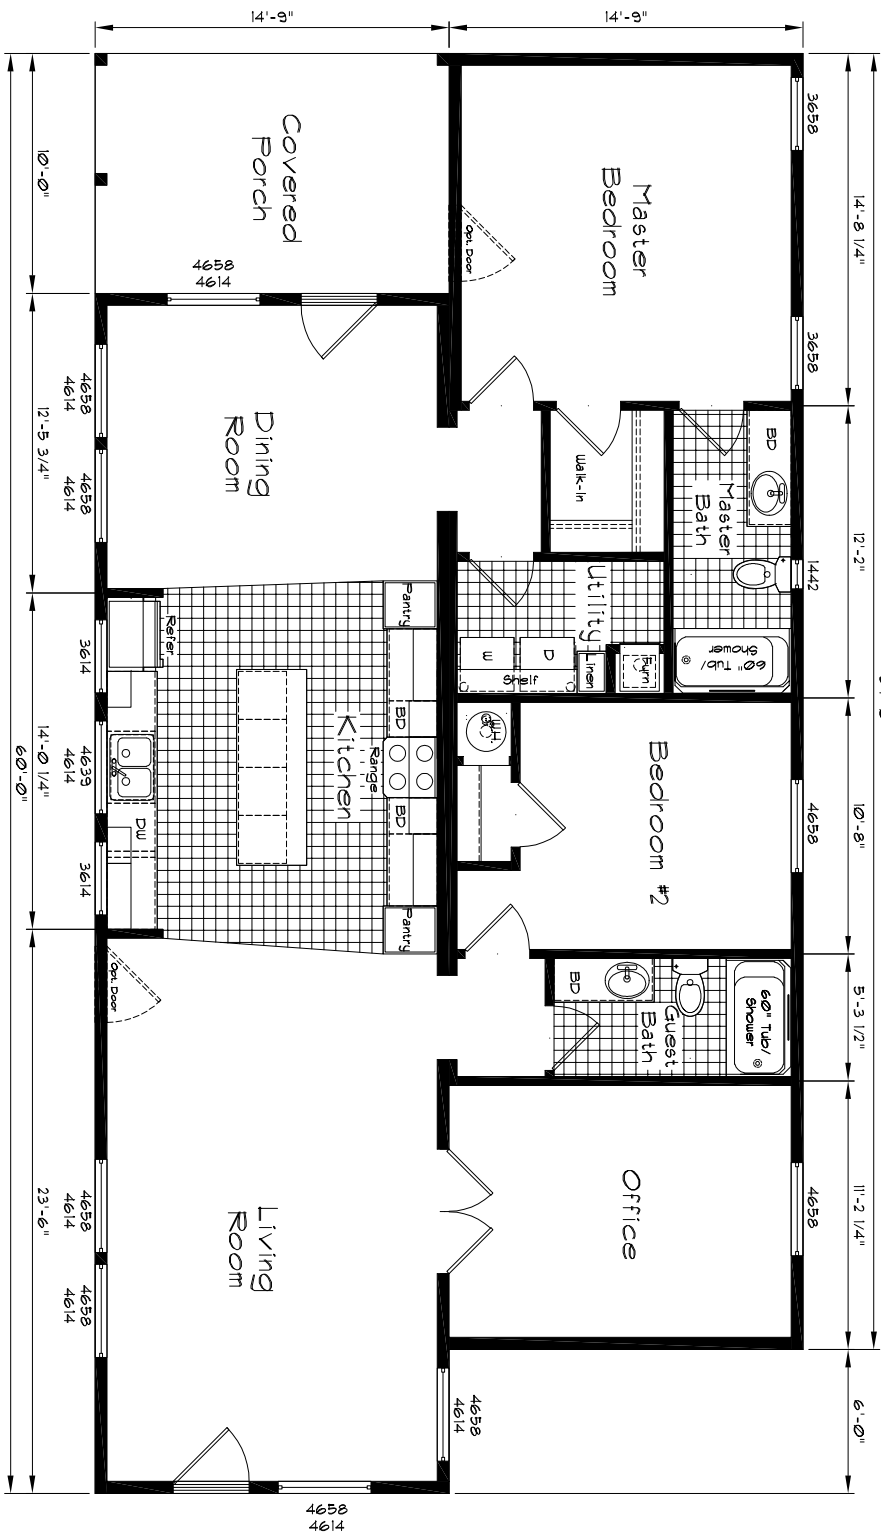 14'-9"
14'-9"
3658
14'-8 1/4"
10'-0"
Covered
Porch
Master
Bedroom
Opt. Door
4658
4614
3658
4658
4614
12'-5 3/4"
Dining
Room
Walk-In
BD
Master
Bath
12'-2"
4658
4614
1442
Utility
Pantry
Refer
W
D
Linen
Furn
Shelf
60" Tub/
Shower
3614
14'-0 1/4"
60'-0"
4639
4614
Kitchen
BD
Range
BD
W.H.
Bedroom #2
4658
10'-8"
DW
3614
Pantry
Opt. Door
BD
Guest
Bath
60" Tub/
Shower
5'-3 1/2"
23'-6"
4658
4614
4658
4614
Living
Room
Office
4658
11'-2 1/4"
4658
4614
6'-0"
4658
4614